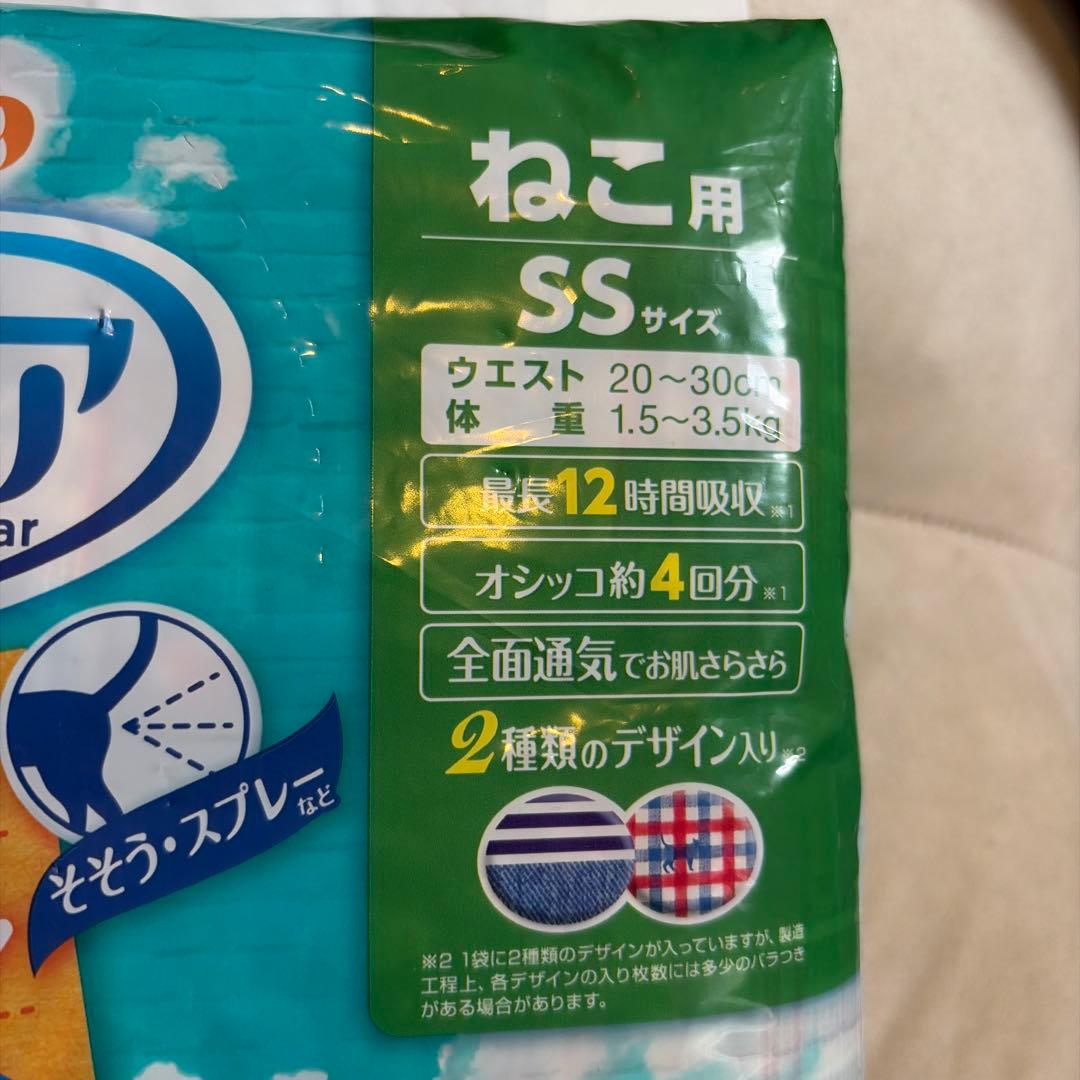 ねこ用
SSサイズ
ウエスト 20～30cm
体重 1.5～3.5kg
最長12時間吸収※1
オシッコ約4回分※1
全面通気でお肌さらさら
2種類のデザイン入り※2
※2 1袋に2種類のデザインが入っていますが、製造
工程上、各デザインの入り枚数には多少のバラつき
がある場合があります。
ア
ar
そそう・スプレーなど